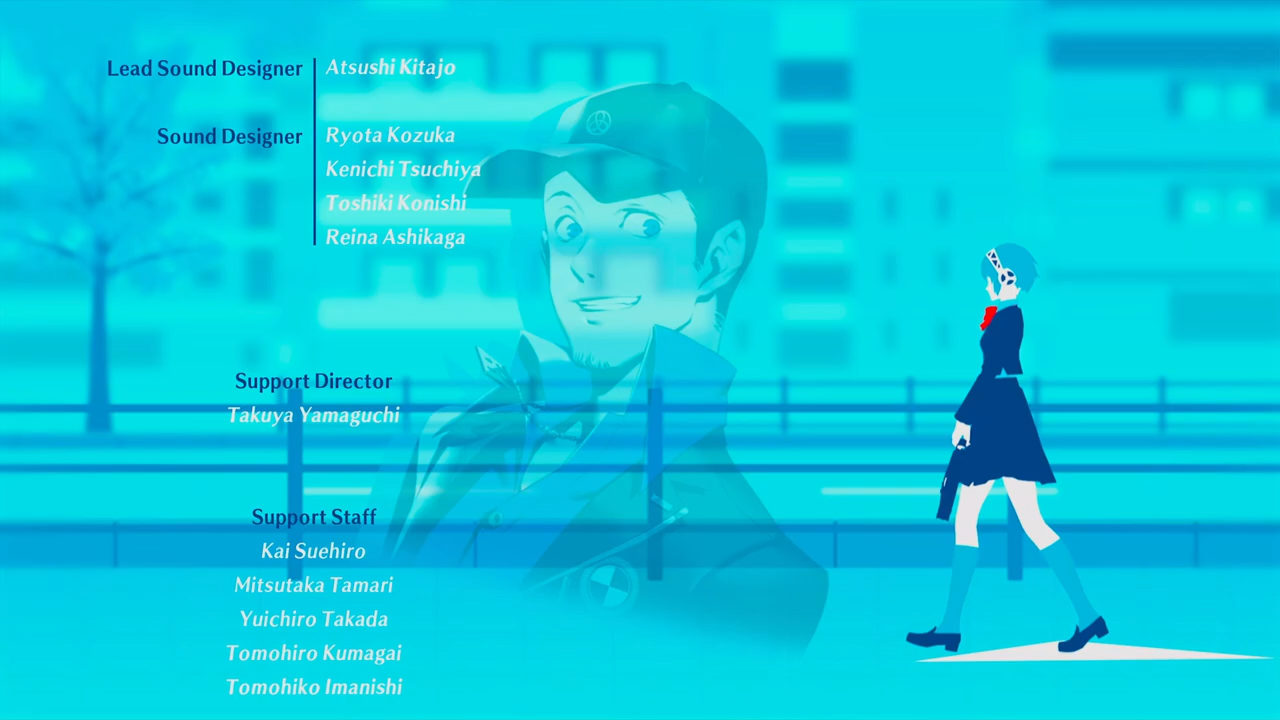 Lead Sound Designer Atsushi Kitajo
Sound Designer Ryota Kozuka
Kenichi Tsuchiya
Toshiki Konishi
Reina Ashikaga
Support Director
Takuya Yamaguchi
Support Staff
Kai Suehiro
Mitsutaka Tamari
Yuichiro Takada
Tomohiro Kumagai
Tomohiko Imanishi